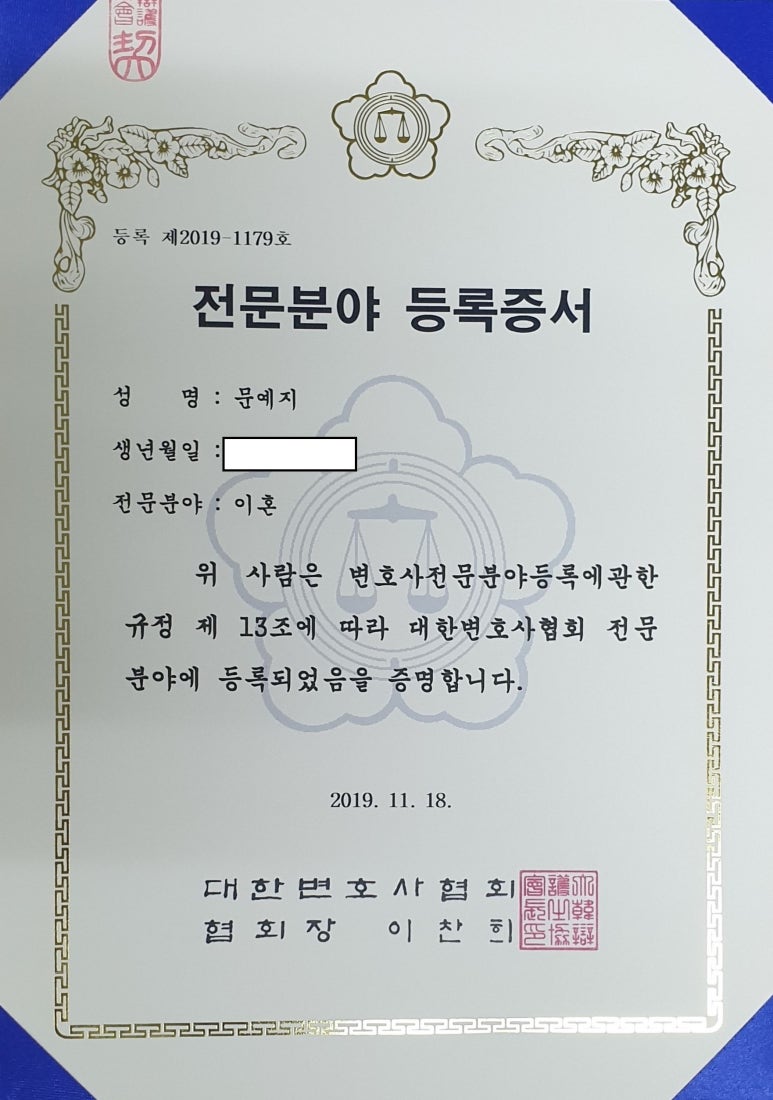 등록 제2019-1179호
전문분야 등록증서
성 명 : 문예지
생년월일 :
전문분야 : 이혼
위 사람은 변호사전문분야등록에관한
규정 제 13조에 따라 대한변호사협회 전문
분야에 등록되었음을 증명합니다.
2019. 11. 18.
대한변호사협회
협회장 이찬희